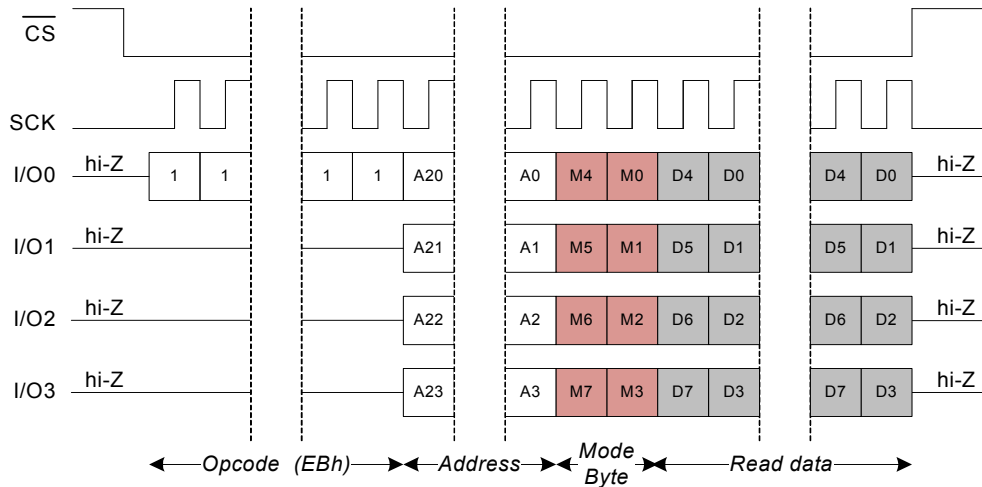 CS
SCK
I/O0 hi-Z 1 1 1 1 A20 A0 M4 M0 D4 D0 D4 D0 hi-Z
I/O1 hi-Z A21 A1 M5 M1 D5 D1 D5 D1 hi-Z
I/O2 hi-Z A22 A2 M6 M2 D6 D2 D6 D2 hi-Z
I/O3 hi-Z A23 A3 M7 M3 D7 D3 D7 D3 hi-Z
Opcode (EBh) Address Mode Byte Read data